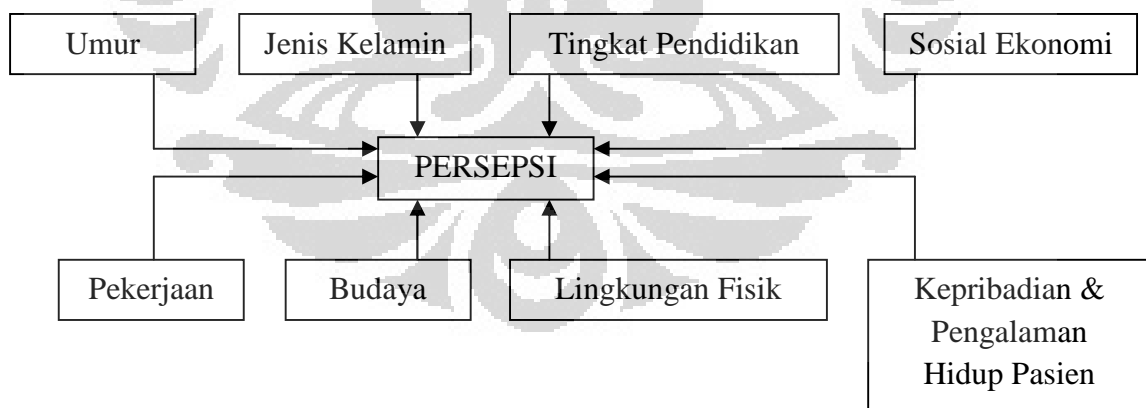 Umur
Jenis Kelamin
Tingkat Pendidikan
Sosial Ekonomi
PERSEPSI
Pekerjaan
Budaya
Lingkungan Fisik
Kepribadian &
Pengalaman
Hidup Pasien